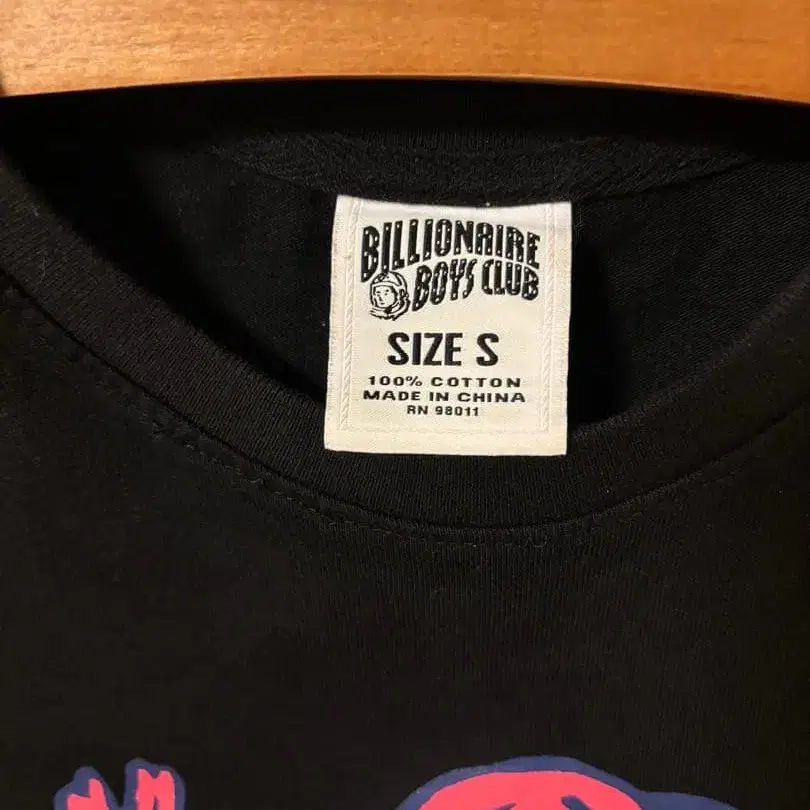 BILLIONAIRE
BOYS CLUB
SIZE S
100% COTTON
MADE IN CHINA
RN 98011